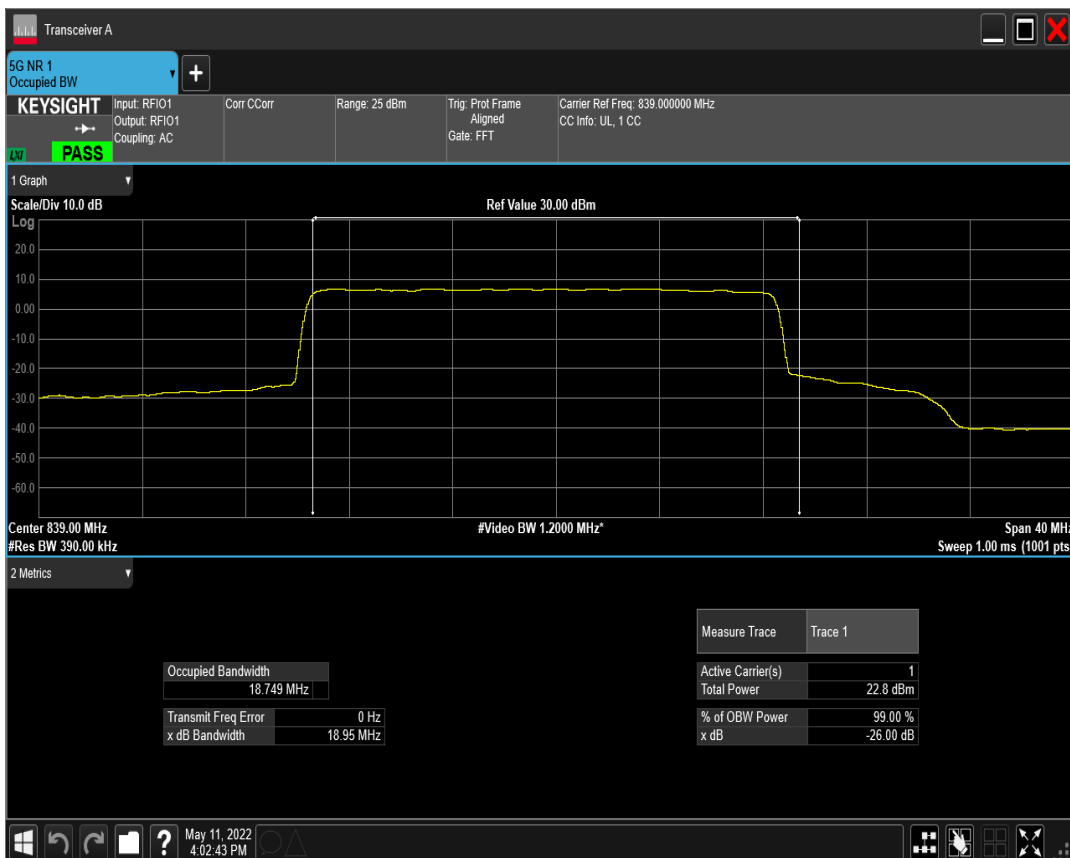 Transceiver A
5G NR 1
Occupied BW
+
KEYSIGHT
LXI
PASS
Input: RFIO1
Output: RFIO1
Coupling: AC
Corr CCorr
Range: 25 dBm
Trig: Prot Frame
Aligned
Gate: FFT
Carrier Ref Freq: 839.000000 MHz
CC Info: UL, 1 CC
1 Graph
Scale/Div 10.0 dB
Ref Value 30.00 dBm
Log
20.0
10.0
0.00
-10.0
-20.0
-30.0
-40.0
-50.0
-60.0
Center 839.00 MHz
#Video BW 1.2000 MHz*
Span 40 MHz
#Res BW 390.00 kHz
Sweep 1.00 ms (1001 pts
2 Metrics
Measure Trace Trace 1
Occupied Bandwidth
18.749 MHz
Active Carrier(s) 1
Total Power 22.8 dBm
Transmit Freq Error 0 Hz
x dB Bandwidth 18.95 MHz
% of OBW Power 99.00 %
x dB -26.00 dB
?
May 11, 2022
4:02:43 PM